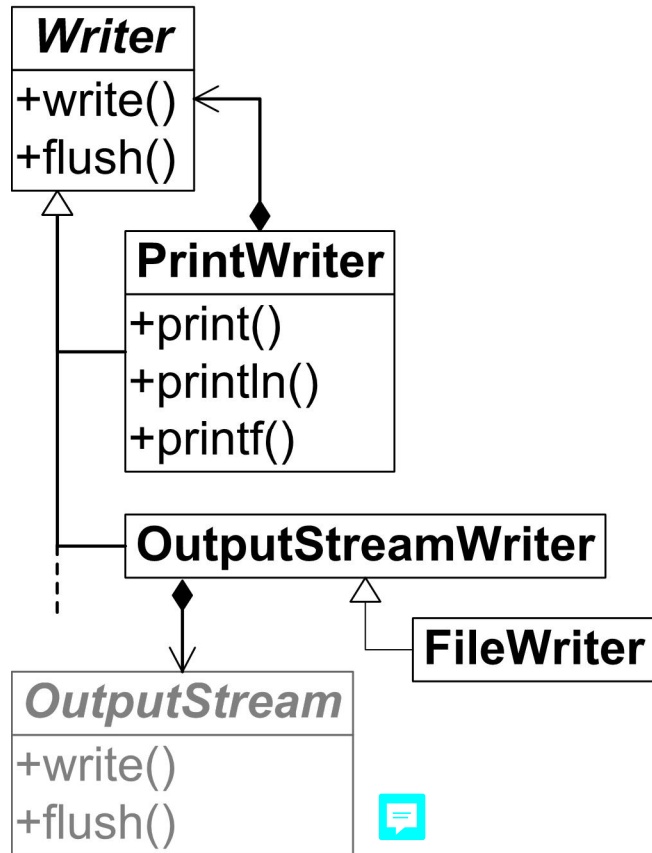 Writer
+write()
+flush()
PrintWriter
+print()
+println()
+printf()
OutputStreamWriter
FileWriter
OutputStream
+write()
+flush()